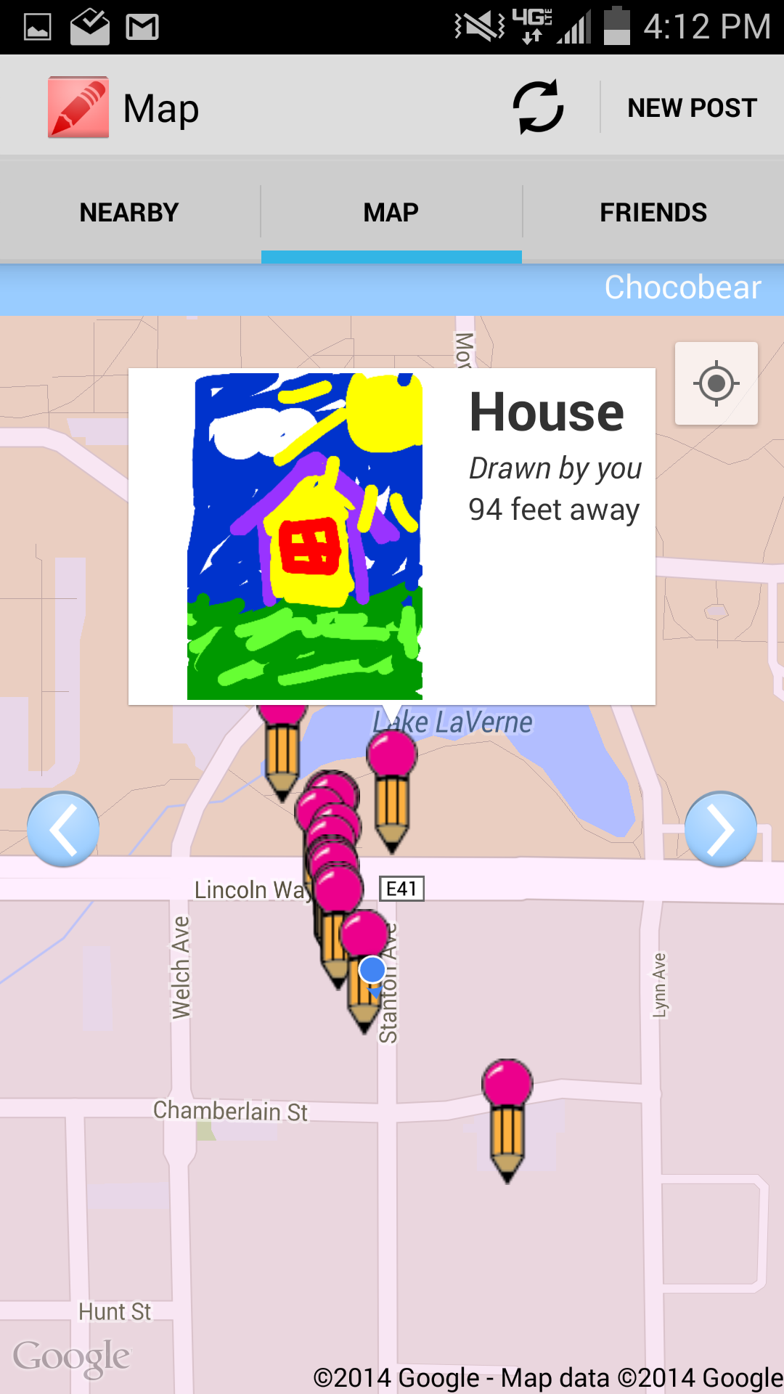 4G LTE 4:12 PM
Map NEW POST
NEARBY MAP FRIENDS
Chocobear
House
Drawn by you
94 feet away
Lake LaVerne
Lincoln Way
E41
Welch Ave
Stanton Ave
Lynn Ave
Chamberlain St
Hunt St
Google
©2014 Google - Map data ©2014 Google